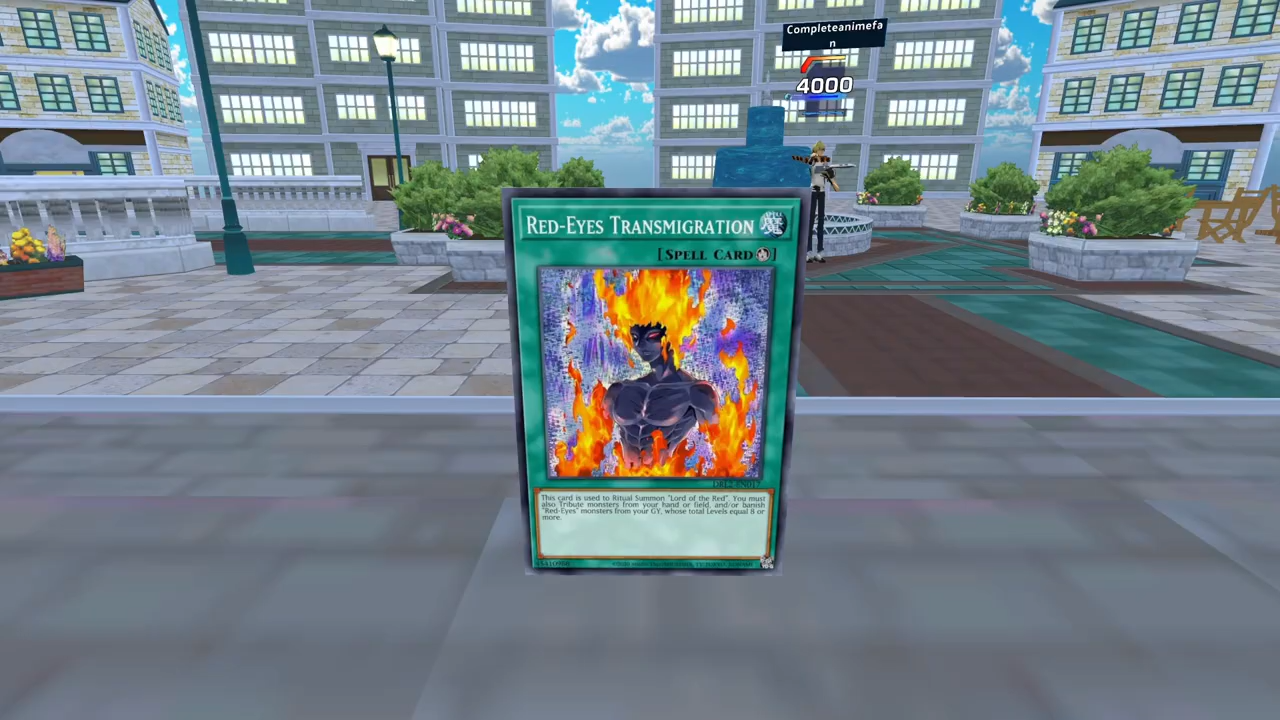 Completeanimefa
n
4000
RED-EYES TRANSMIGRATION
[SPELL CARD]
This card is used to Ritual Summon "Lord of the Red". You must
also Tribute monsters from your hand or field, and/or banish
"Red-Eyes" monsters from your GY, whose total Levels equal 8 or
more.